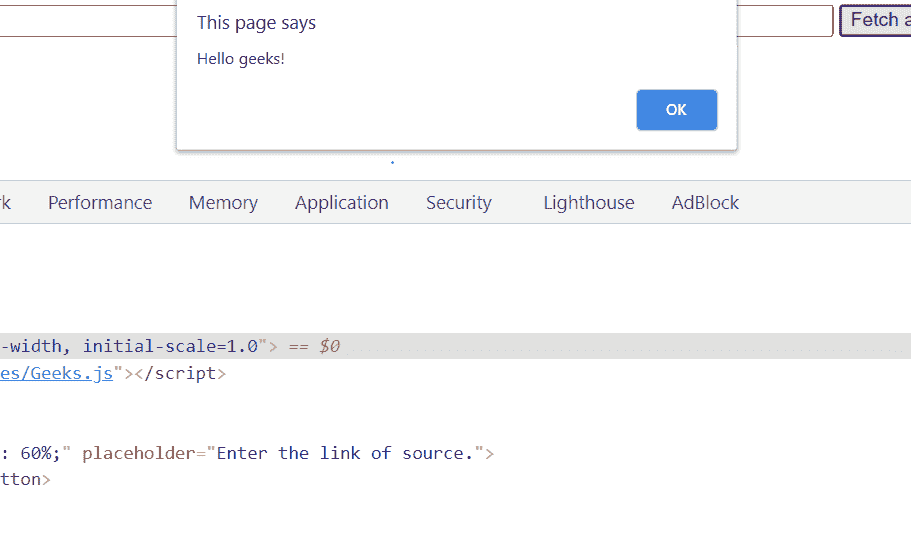 This page says
Fetch a
Hello geeks!
OK
rk Performance Memory Application Security Lighthouse AdBlock
-width, initial-scale=1.0"> == $0
es/Geeks.js"></script>
: 60%;" placeholder="Enter the link of source.">
tton>